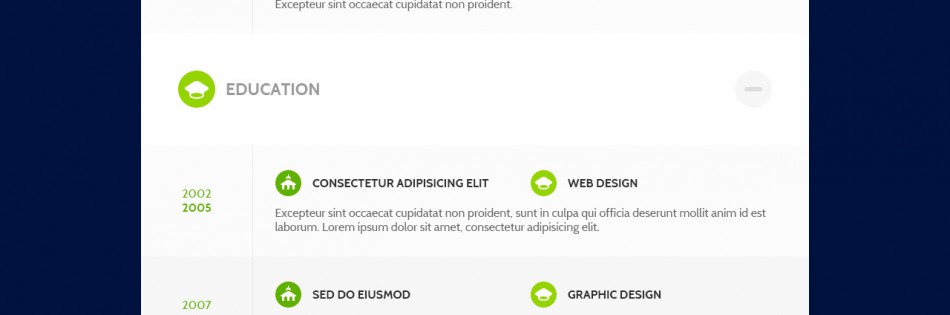 Excepteur sint occaecat cupidatat non proident.
EDUCATION
2002
2005
CONSECTETUR ADIPISICING ELIT
WEB DESIGN
Excepteur sint occaecat cupidatat non proident, sunt in culpa qui officia deserunt mollit anim id est
laborum. Lorem ipsum dolor sit amet, consectetur adipisicing elit.
2007
SED DO EIUSMOD
GRAPHIC DESIGN